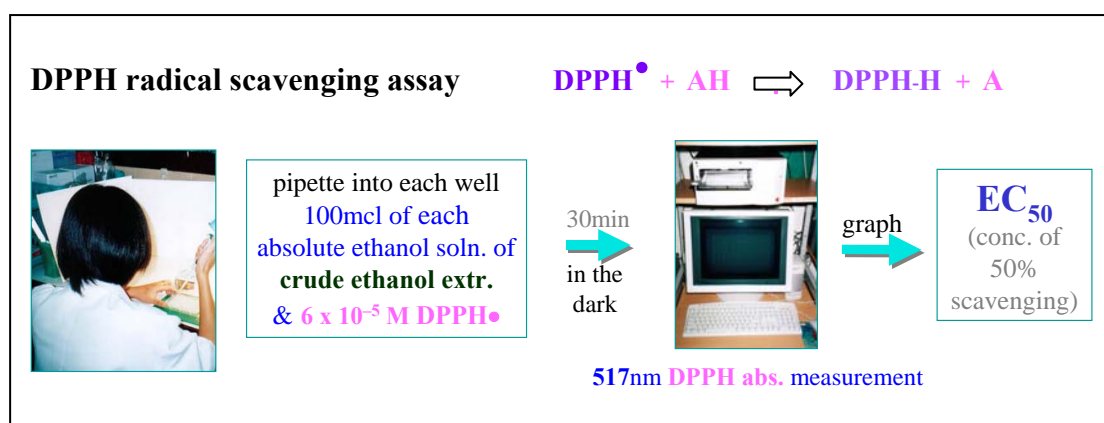 DPPH radical scavenging assay
DPPH• + AH ⇨ DPPH-H + A
pipette into each well
100mcl of each
absolute ethanol soln. of
crude ethanol extr.
& 6 x 10⁻⁵ M DPPH●
30min
in the
dark
517nm DPPH abs. measurement
graph
EC₅₀
(conc. of
50%
scavenging)